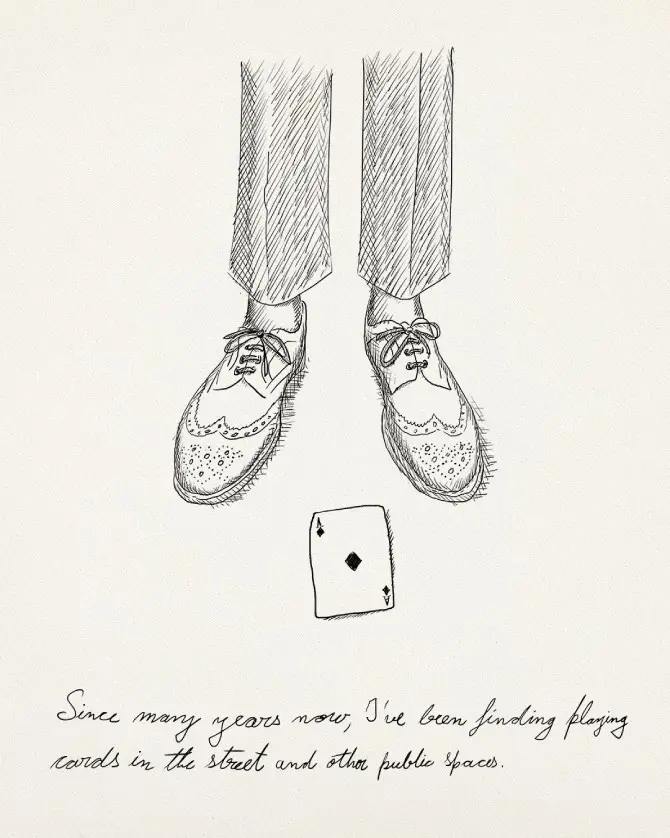 A
A
Since many years now, I've been finding playing
cards in the street and other public spaces.